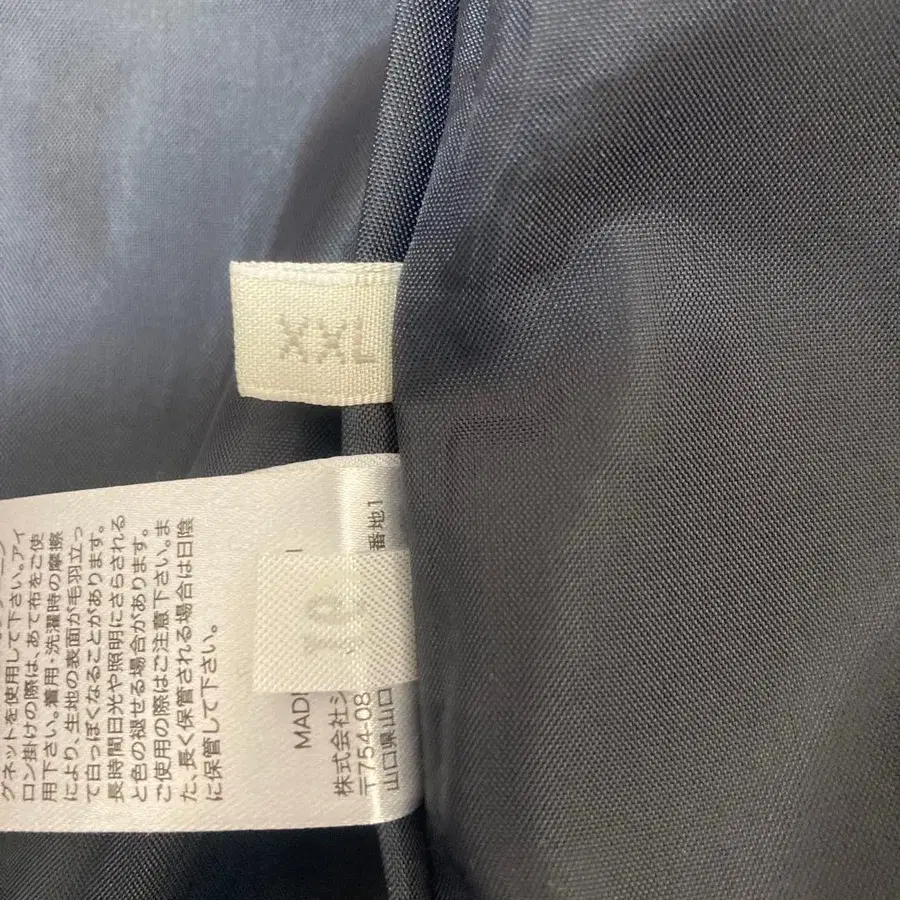 XXL
グネットを使用して下さい。アイ
ロン掛けの際は、あて布をご使
用下さい。着用・洗濯時の摩擦
により、生地の表面が毛羽立っ
て白っぽくなることがあります。
長時間日光や照明にさらされる
と色の褪せる場合があります。
ご使用の際はご注意下さい。ま
た、長く保管される場合は日陰
に保管して下さい。
MAD
株式会社シ
〒754-08
山口県山口
番地1